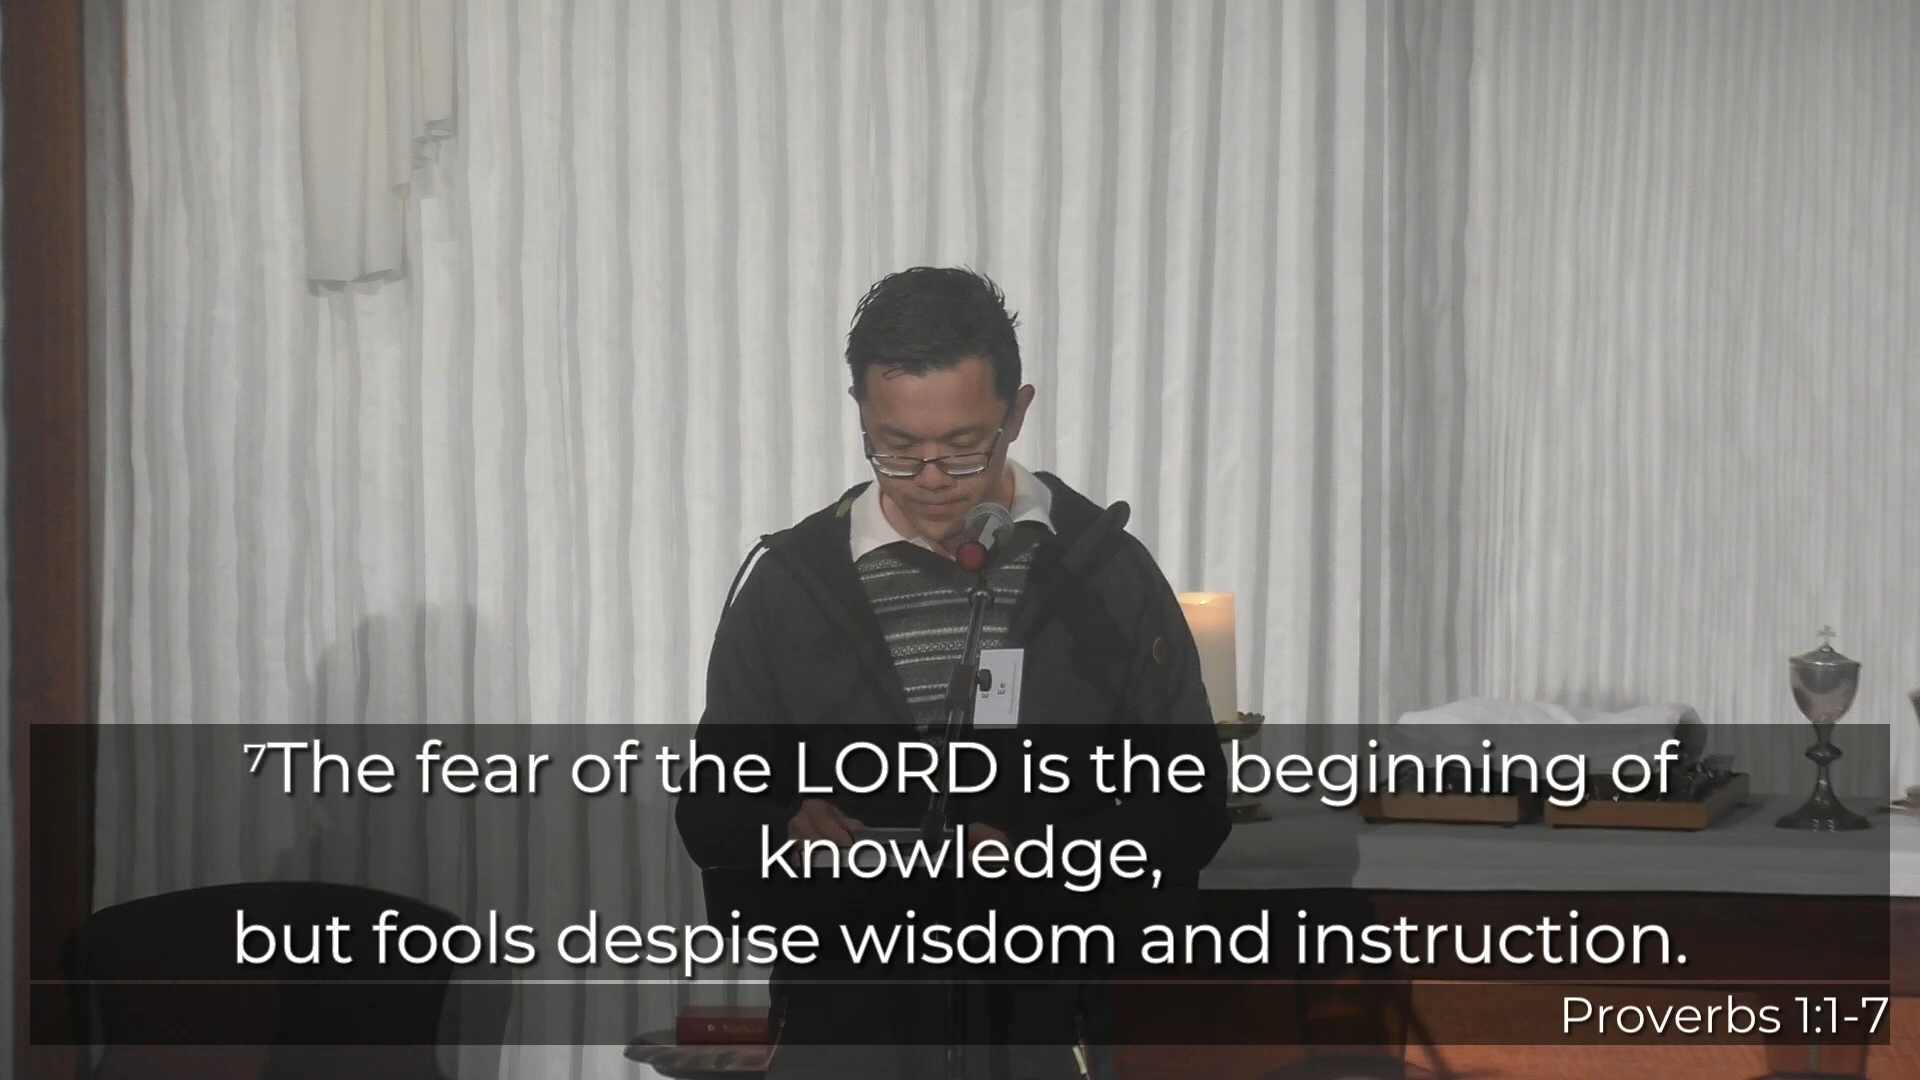 ⁷The fear of the LORD is the beginning of
knowledge,
but fools despise wisdom and instruction.
Proverbs 1:1-7